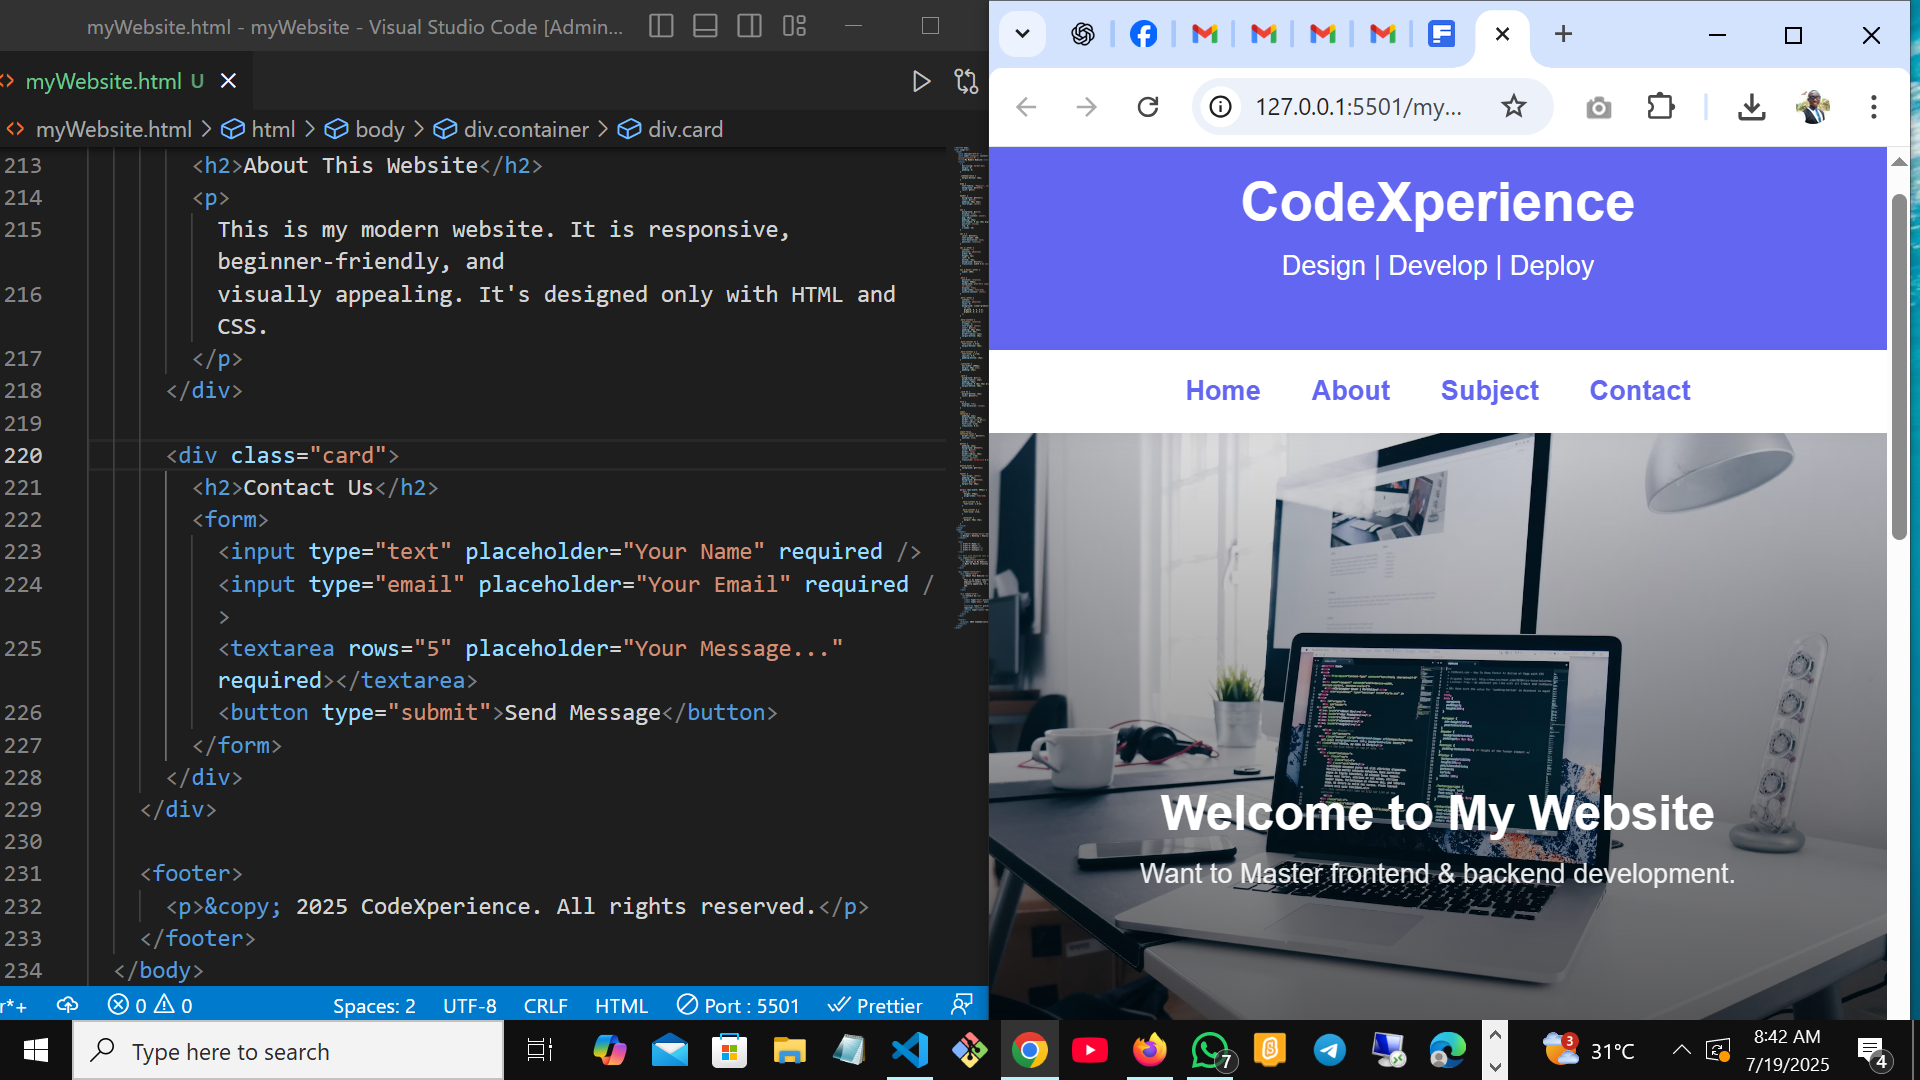 myWebsite.html - myWebsite - Visual Studio Code [Admin...
myWebsite.html U
myWebsite.html > html > body > div.container > div.card
213 <h2>About This Website</h2>
214 <p>
215 This is my modern website. It is responsive,
beginner-friendly, and
216 visually appealing. It's designed only with HTML and
CSS.
217 </p>
218 </div>
219
220 <div class="card">
221 <h2>Contact Us</h2>
222 <form>
223 <input type="text" placeholder="Your Name" required />
224 <input type="email" placeholder="Your Email" required /
>
225 <textarea rows="5" placeholder="Your Message..."
required></textarea>
226 <button type="submit">Send Message</button>
227 </form>
228 </div>
229 </div>
230
231 <footer>
232 <p>&copy; 2025 CodeXperience. All rights reserved.</p>
233 </footer>
234 </body>
r*+ 0 0 Spaces: 2 UTF-8 CRLF HTML Port : 5501 Prettier
127.0.0.1:5501/my...
CodeXperience
Design | Develop | Deploy
Home About Subject Contact
Welcome to My Website
Want to Master frontend & backend development.
Type here to search
7
3
31°C
8:42 AM
7/19/2025
4